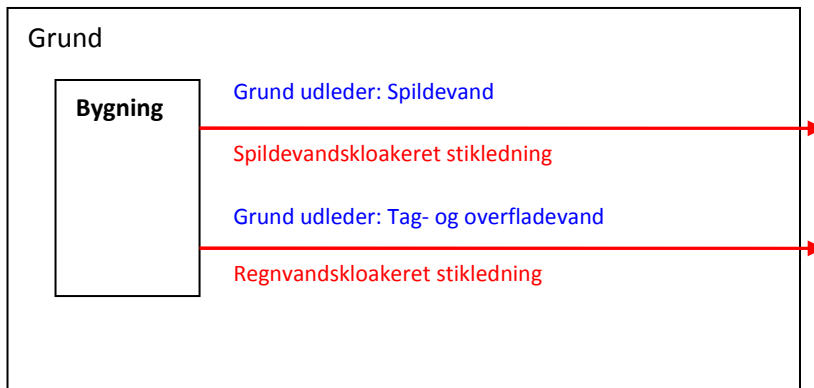 Grund
Bygning
Grund udleder: Spildevand
Spildevandskloakeret stikledning
Grund udleder: Tag- og overfladevand
Regnvandskloakeret stikledning